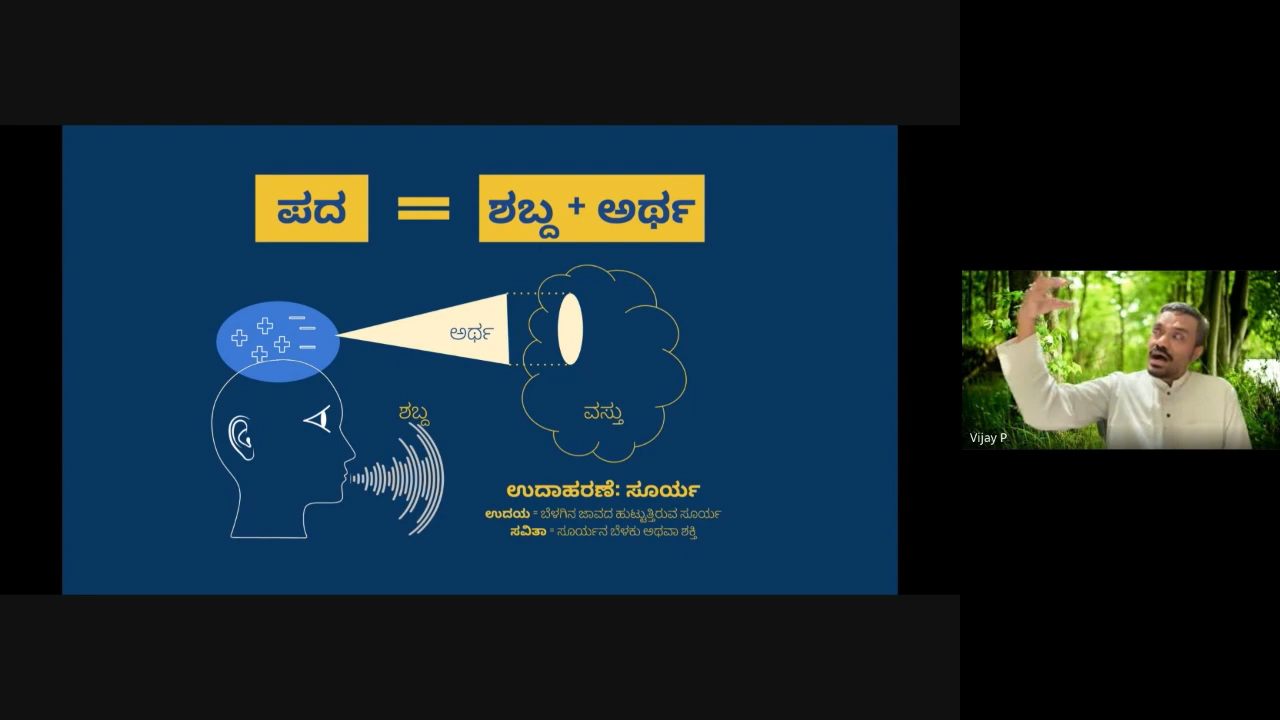 ಪದ = ಶಬ್ದ + ಅರ್ಥ
ಅರ್ಥ
ಶಬ್ದ
ವಸ್ತು
ಉದಾಹರಣೆ: ಸೂರ್ಯ
ಉದಯ = ಬೆಳಗಿನ ಜಾವದ ಹುಟ್ಟುತ್ತಿರುವ ಸೂರ್ಯ
ಸವಿತಾ = ಸೂರ್ಯನ ಬೆಳಕು ಅಥವಾ ಶಕ್ತಿ
Vijay P